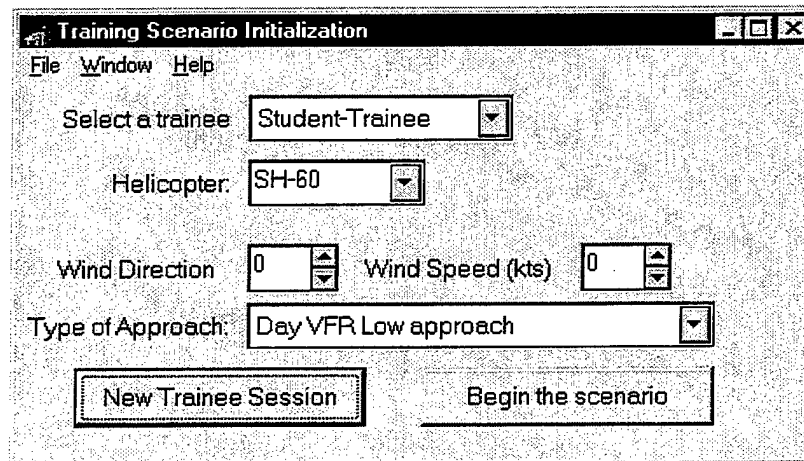 Training Scenario Initialization
File Window Help
Select a trainee Student-Trainee
Helicopter: SH-60
Wind Direction 0 Wind Speed (kts) 0
Type of Approach: Day VFR Low approach
New Trainee Session Begin the scenario